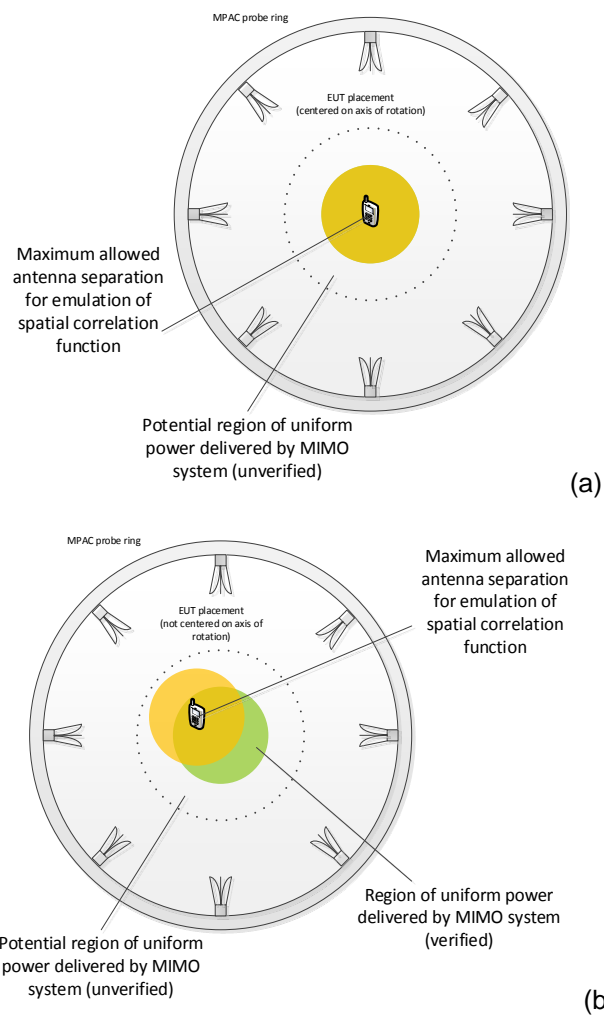 MPAC probe ring
EUT placement
(centered on axis of rotation)
Maximum allowed
antenna separation
for emulation of
spatial correlation
function
Potential region of uniform
power delivered by MIMO
system (unverified)
(a)
MPAC probe ring
Maximum allowed
antenna separation
for emulation of
spatial correlation
function
EUT placement
(not centered on axis of
rotation)
Region of uniform power
delivered by MIMO system
(verified)
Potential region of uniform
power delivered by MIMO
system (unverified)
(b